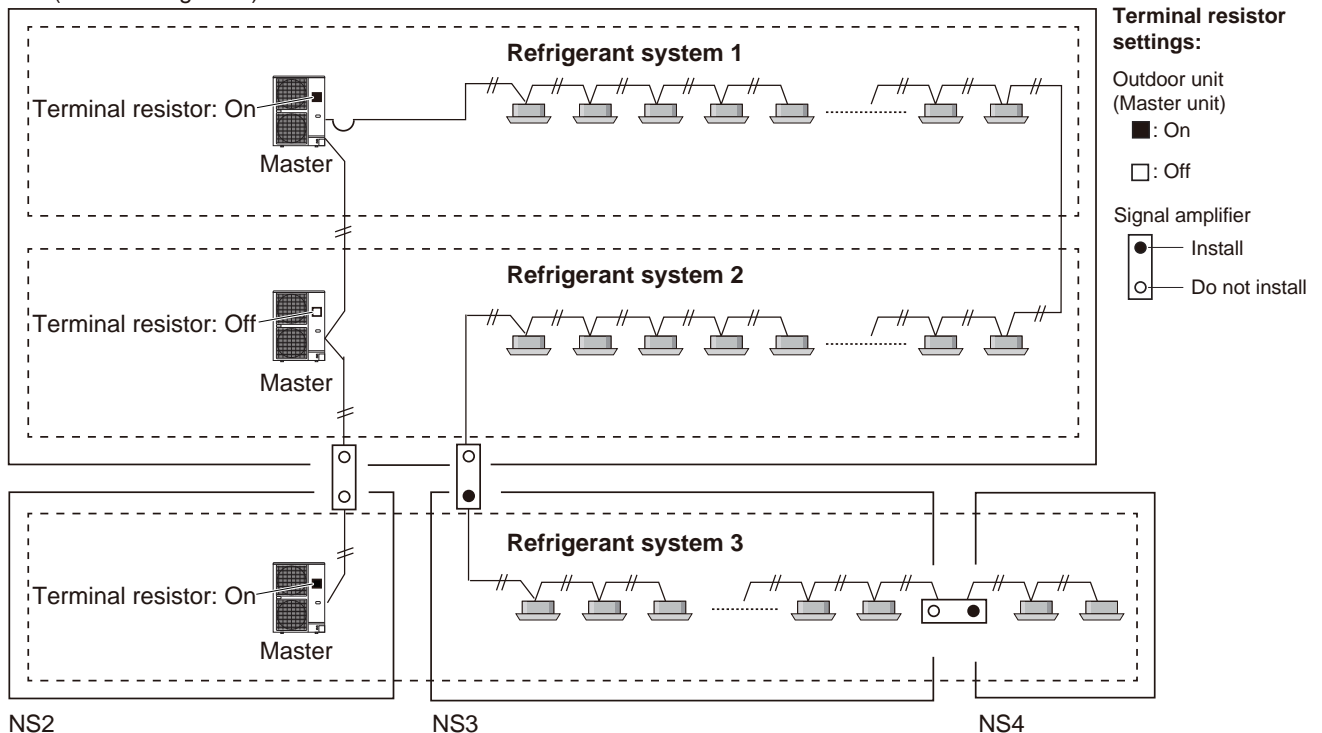 Refrigerant system 1
Terminal resistor: On
Master
Refrigerant system 2
Terminal resistor: Off
Master
Refrigerant system 3
Terminal resistor: On
Master
NS2
NS3
NS4
Terminal resistor
settings:
Outdoor unit
(Master unit)
: On
: Off
Signal amplifier
Install
Do not install